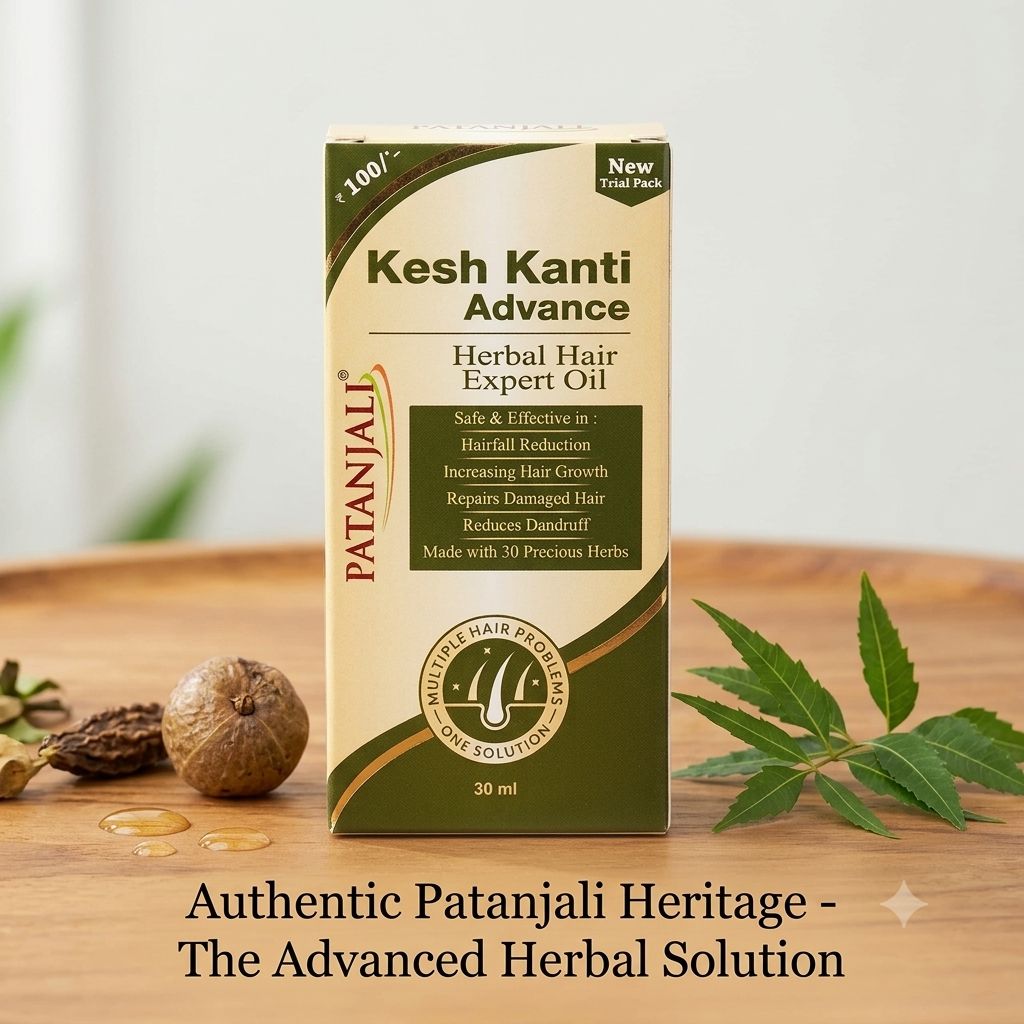 PATANJALI
₹ 100/-
New
Trial Pack
Kesh Kanti
Advance
Herbal Hair
Expert Oil
PATANJALI©
Safe & Effective in :
Hairfall Reduction
Increasing Hair Growth
Repairs Damaged Hair
Reduces Dandruff
Made with 30 Precious Herbs
MULTIPLE HAIR PROBLEMS
— ONE SOLUTION —
30 ml
Authentic Patanjali Heritage -
The Advanced Herbal Solution